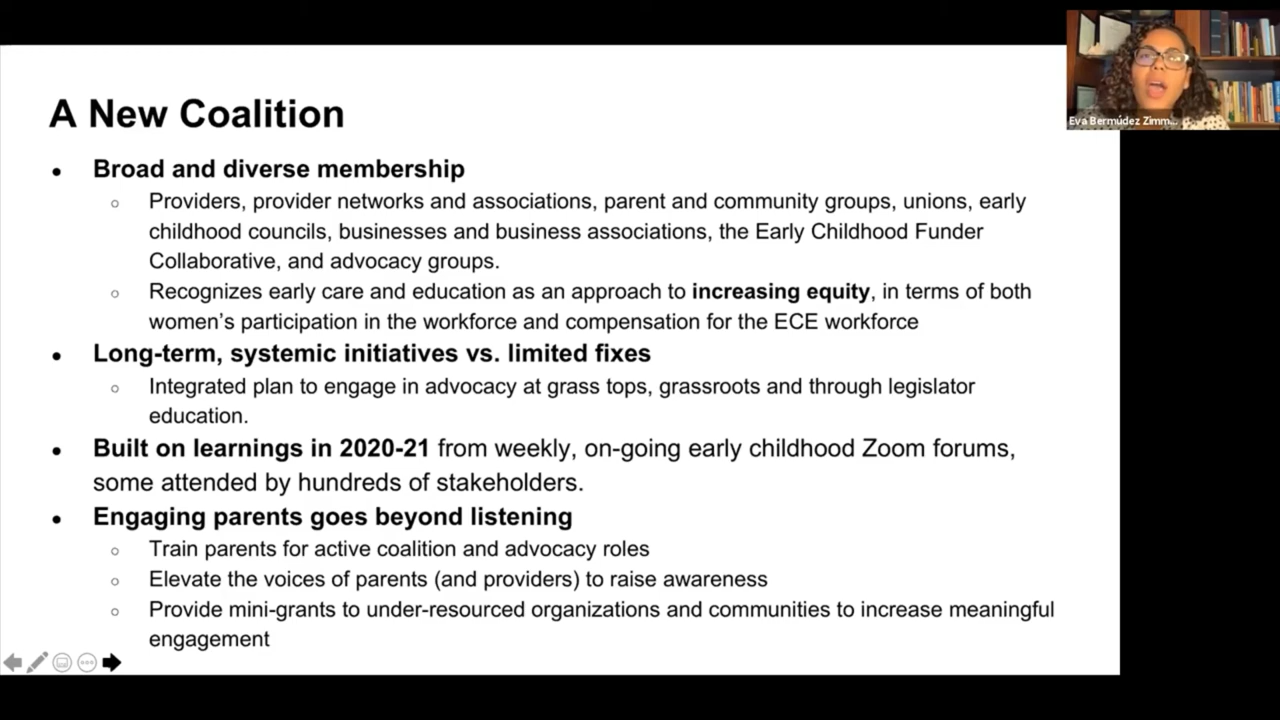 A New Coalition
● Broad and diverse membership
○ Providers, provider networks and associations, parent and community groups, unions, early
childhood councils, businesses and business associations, the Early Childhood Funder
Collaborative, and advocacy groups.
○ Recognizes early care and education as an approach to increasing equity, in terms of both
women’s participation in the workforce and compensation for the ECE workforce
● Long-term, systemic initiatives vs. limited fixes
○ Integrated plan to engage in advocacy at grass tops, grassroots and through legislator
education.
● Built on learnings in 2020-21 from weekly, on-going early childhood Zoom forums,
some attended by hundreds of stakeholders.
● Engaging parents goes beyond listening
○ Train parents for active coalition and advocacy roles
○ Elevate the voices of parents (and providers) to raise awareness
○ Provide mini-grants to under-resourced organizations and communities to increase meaningful
engagement
Eva Bermúdez Zimm...